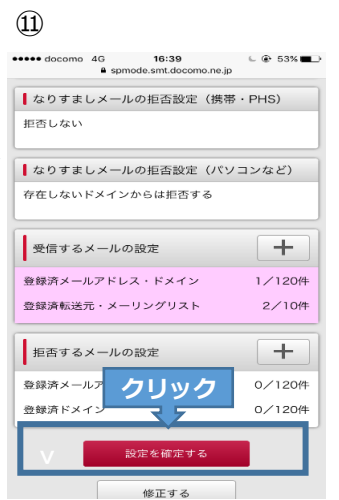 ⑪
●●●●● docomo 4G 16:39 53%
spmode.smt.docomo.ne.jp
なりすましメールの拒否設定（携帯・PHS）
拒否しない
なりすましメールの拒否設定（パソコンなど）
存在しないドメインからは拒否する
受信するメールの設定 ＋
登録済メールアドレス・ドメイン 1／120件
登録済転送元・メーリングリスト 2／10件
拒否するメールの設定 ＋
登録済メールア 0／120件
クリック
登録済ドメイン 0／120件
V
設定を確定する
修正する